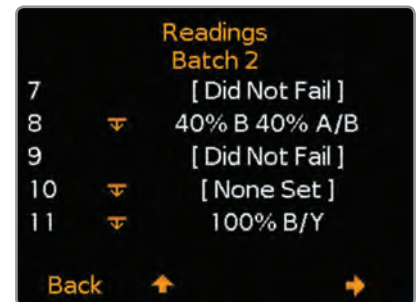 Readings
Batch 2
7 [ Did Not Fail ]
8 40% B 40% A/B
9 [ Did Not Fail ]
10 [ None Set ]
11 100% B/Y
Back